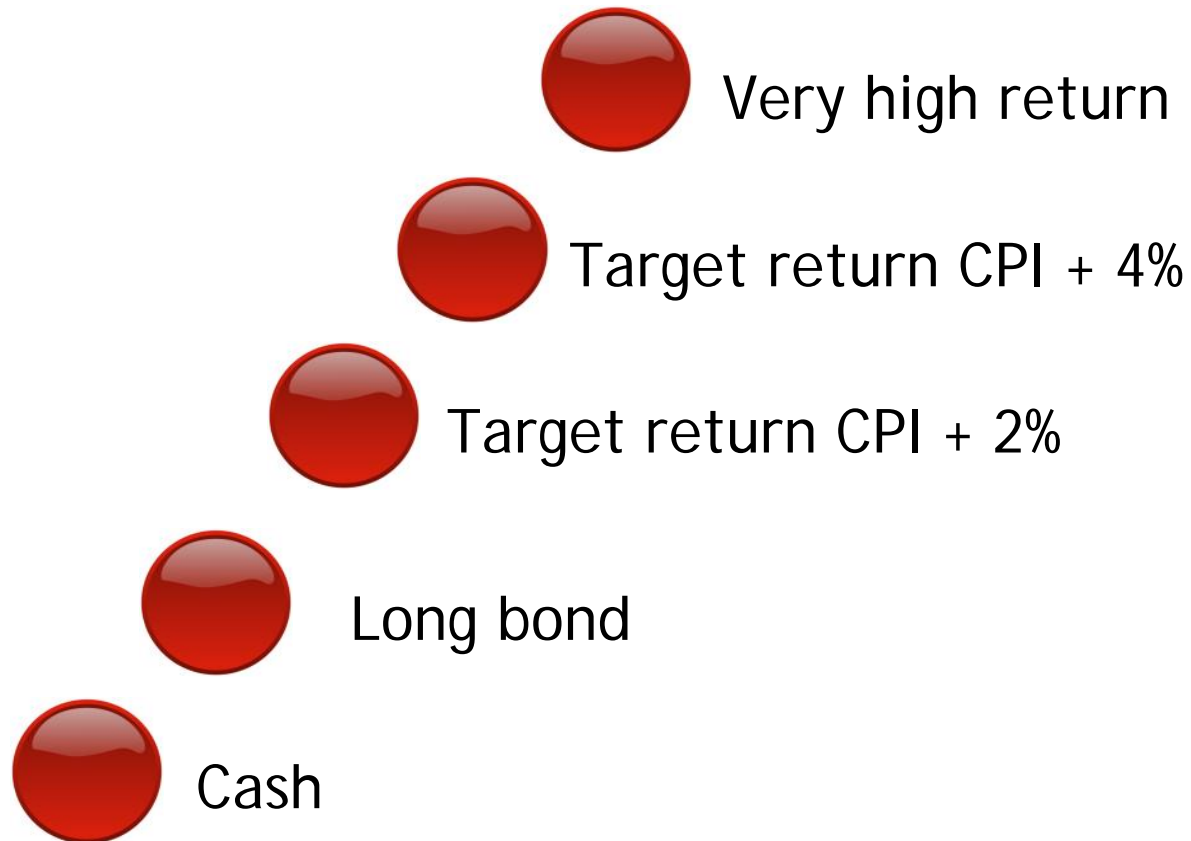 Very high return
Target return CPI + 4%
Target return CPI + 2%
Long bond
Cash